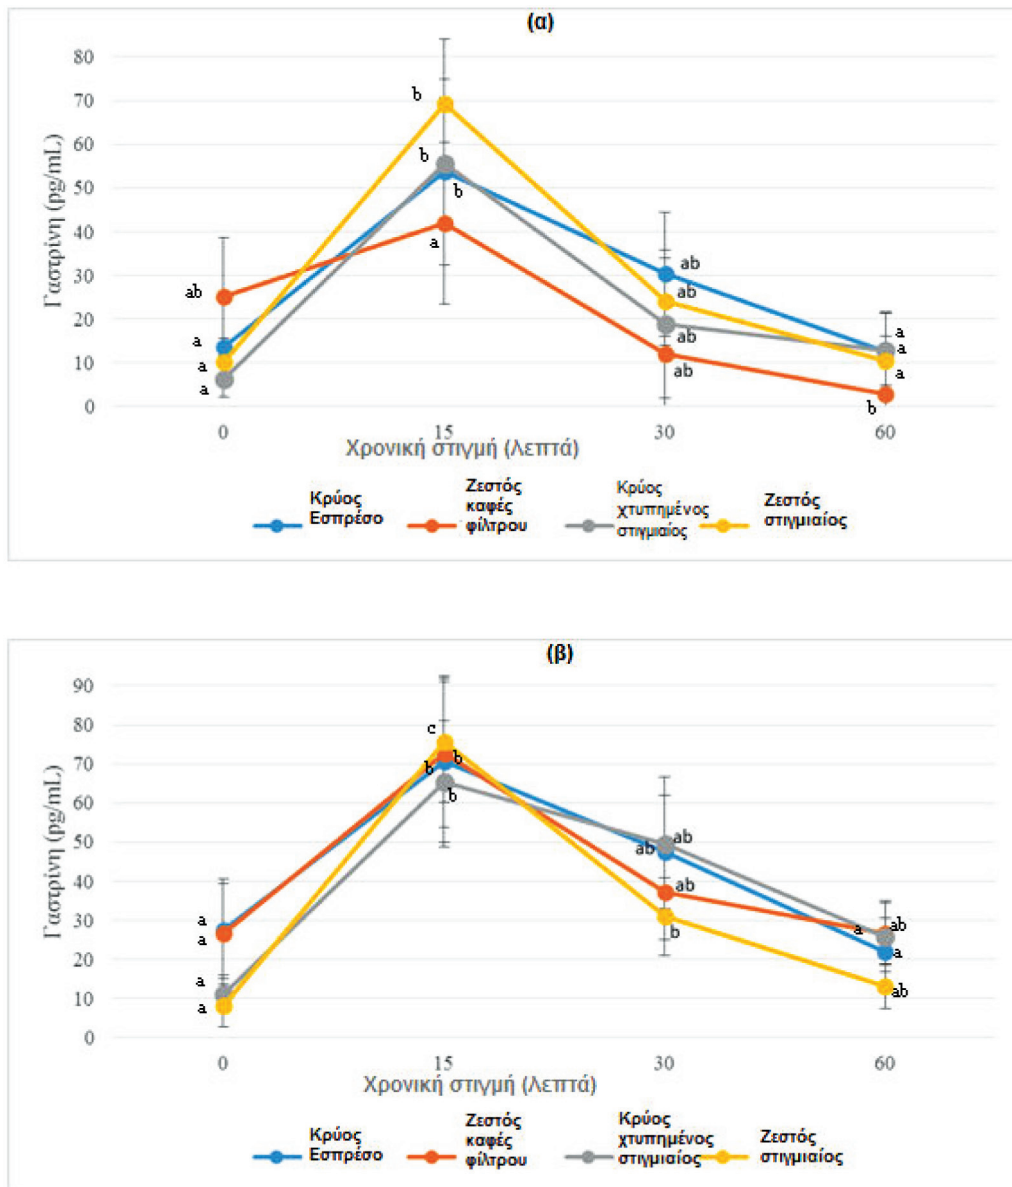 (α)
80
70
60
50
40
30
20
10
0
Γαστρίνη (pg/mL)
ab
a
a
a
b
b
b
a
ab
ab
ab
ab
a
a
a
b
0 15 30 60
Χρονική στιγμή (λεπτά)
Κρύος
Εσπρέσο
Ζεστός
καφές
φίλτρου
Κρύος
χτυπημένος
στιγμιαίος
Ζεστός
στιγμιαίος
(β)
90
80
70
60
50
40
30
20
10
0
Γαστρίνη (pg/mL)
a
a
a
a
c
b
b
b
ab
ab
ab
b
a
ab
a
ab
0 15 30 60
Χρονική στιγμή (λεπτά)
Κρύος
Εσπρέσο
Ζεστός
καφές
φίλτρου
Κρύος
χτυπημένος
στιγμιαίος
Ζεστός
στιγμιαίος